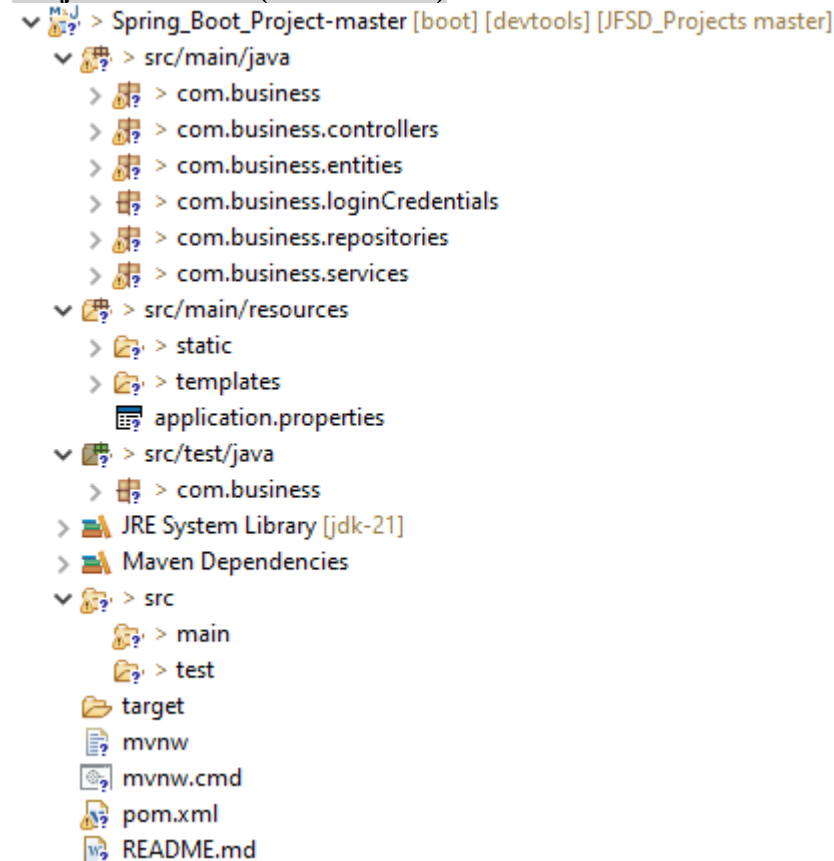 > Spring_Boot_Project-master [boot] [devtools] [JFSD_Projects master]
> src/main/java
> com.business
> com.business.controllers
> com.business.entities
> com.business.loginCredentials
> com.business.repositories
> com.business.services
> src/main/resources
> static
> templates
application.properties
> src/test/java
> com.business
JRE System Library [jdk-21]
Maven Dependencies
> src
> main
> test
target
mvnw
mvnw.cmd
pom.xml
README.md